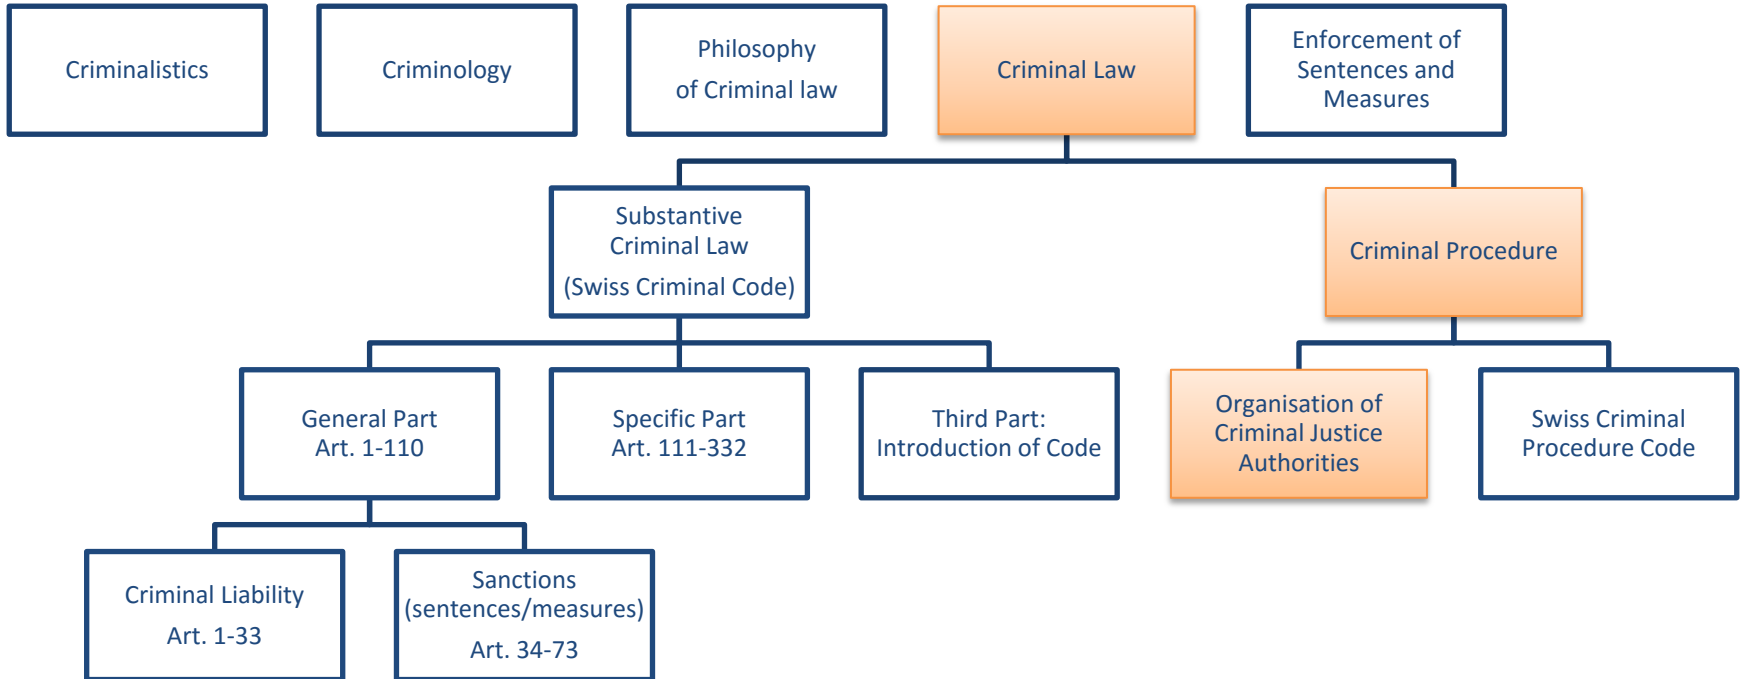 Criminalistics
Criminology
Philosophy
of Criminal law
Criminal Law
Enforcement of
Sentences and
Measures
Substantive
Criminal Law
(Swiss Criminal Code)
Criminal Procedure
General Part
Art. 1-110
Specific Part
Art. 111-332
Third Part:
Introduction of Code
Organisation of
Criminal Justice
Authorities
Swiss Criminal
Procedure Code
Criminal Liability
Art. 1-33
Sanctions
(sentences/measures)
Art. 34-73